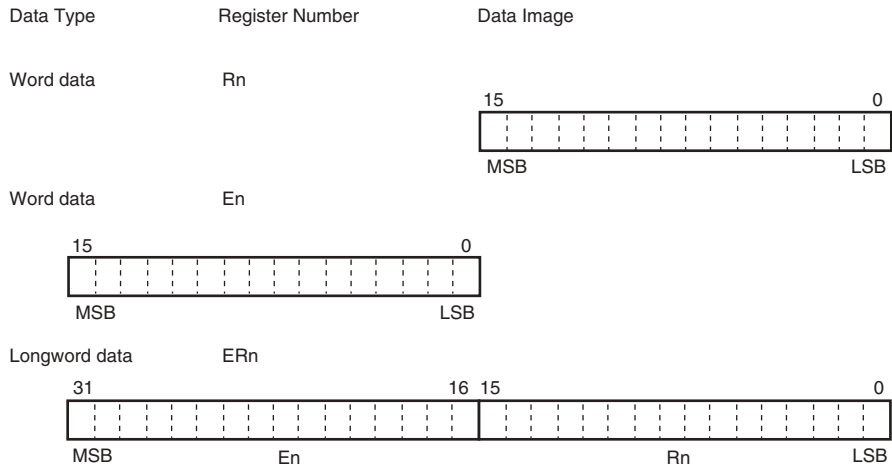 Data Type Register Number Data Image
Word data Rn
15 0
MSB LSB
Word data En
15 0
MSB LSB
Longword data ERn
31 16 15 0
MSB En Rn LSB